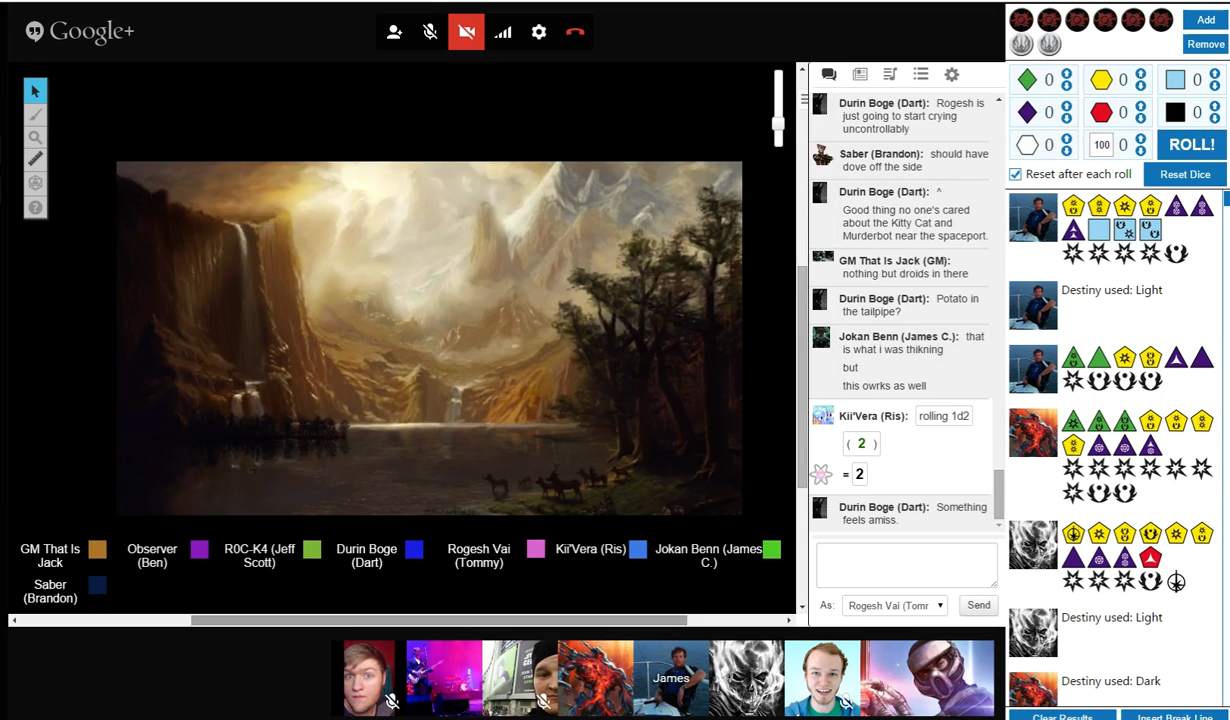 Google+
Durin Boge (Dart): Rogesh is
just going to start crying
uncontrollably
Saber (Brandon): should have
dove off the side
Durin Boge (Dart): ^
Good thing no one's cared
about the Kitty Cat and
Murderbot near the spaceport.
GM That Is Jack (GM):
nothing but droids in there
Durin Boge (Dart): Potato in
the tailpipe?
Jokan Benn (James C.): that
is what i was thikning
but
this owrks as well
Kii'Vera (Ris): rolling 1d2
( 2 )
= 2
Durin Boge (Dart): Something
feels amiss.
As: Rogesh Vai (Tomr
Send
GM That Is
Jack
Observer
(Ben)
R0C-K4 (Jeff
Scott)
Durin Boge
(Dart)
Rogesh Vai
(Tommy)
Kii'Vera (Ris)
Jokan Benn (James
C.)
Saber
(Brandon)
James
Add
Remove
0 0 0
0 0 0
0 100 0 ROLL!
Reset after each roll
Reset Dice
Destiny used: Light
Destiny used: Light
Destiny used: Dark
Clear Results
Insert Break Line